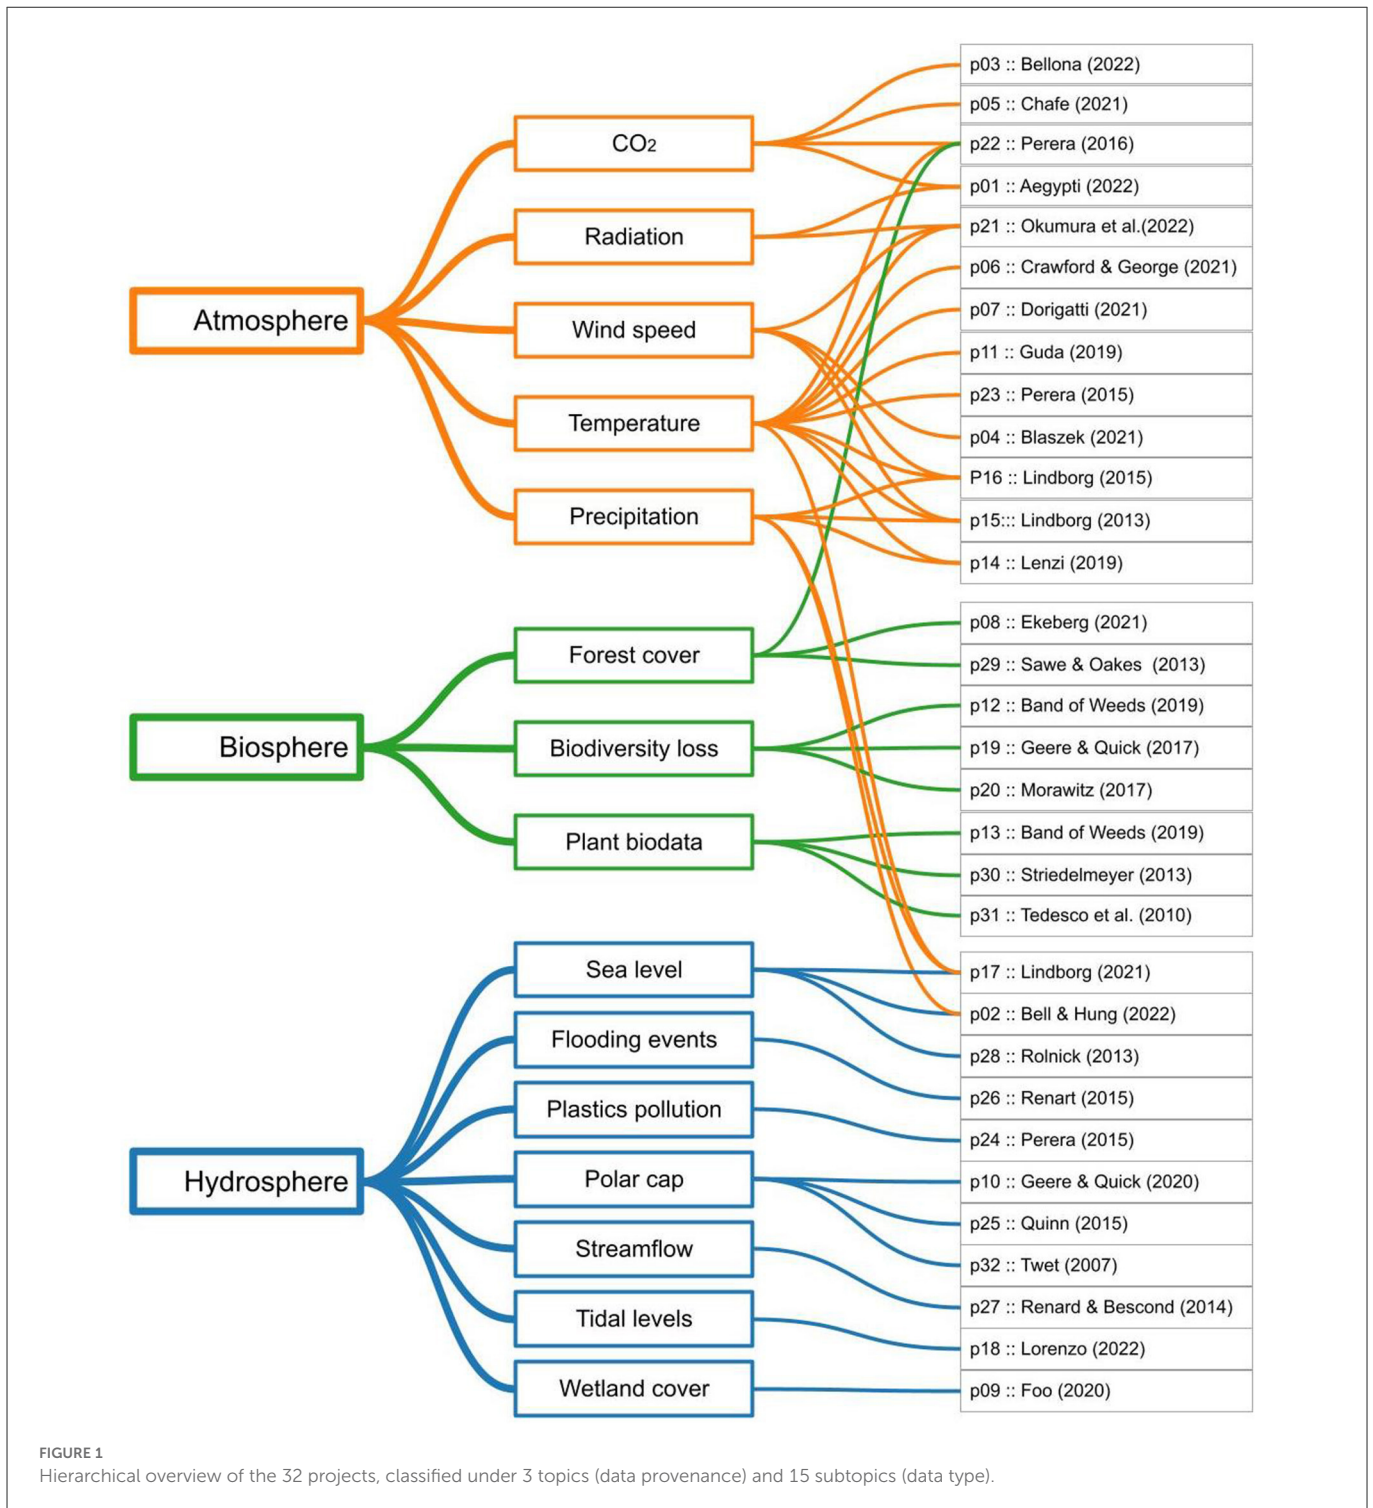 Atmosphere
CO2
Radiation
Wind speed
Temperature
Precipitation
p03 :: Bellona (2022)
p05 :: Chafe (2021)
p22 :: Perera (2016)
p01 :: Aegypti (2022)
p21 :: Okumura et al.(2022)
p06 :: Crawford & George (2021)
p07 :: Dorigatti (2021)
p11 :: Guda (2019)
p23 :: Perera (2015)
p04 :: Blaszek (2021)
P16 :: Lindborg (2015)
p15::: Lindborg (2013)
p14 :: Lenzi (2019)
Biosphere
Forest cover
Biodiversity loss
Plant biodata
p08 :: Ekeberg (2021)
p29 :: Sawe & Oakes (2013)
p12 :: Band of Weeds (2019)
p19 :: Geere & Quick (2017)
p20 :: Morawitz (2017)
p13 :: Band of Weeds (2019)
p30 :: Striedelmeyer (2013)
p31 :: Tedesco et al. (2010)
Hydrosphere
Sea level
Flooding events
Plastics pollution
Polar cap
Streamflow
Tidal levels
Wetland cover
p17 :: Lindborg (2021)
p02 :: Bell & Hung (2022)
p28 :: Rolnick (2013)
p26 :: Renart (2015)
p24 :: Perera (2015)
p10 :: Geere & Quick (2020)
p25 :: Quinn (2015)
p32 :: Twet (2007)
p27 :: Renard & Bescond (2014)
p18 :: Lorenzo (2022)
p09 :: Foo (2020)
FIGURE 1
Hierarchical overview of the 32 projects, classified under 3 topics (data provenance) and 15 subtopics (data type).